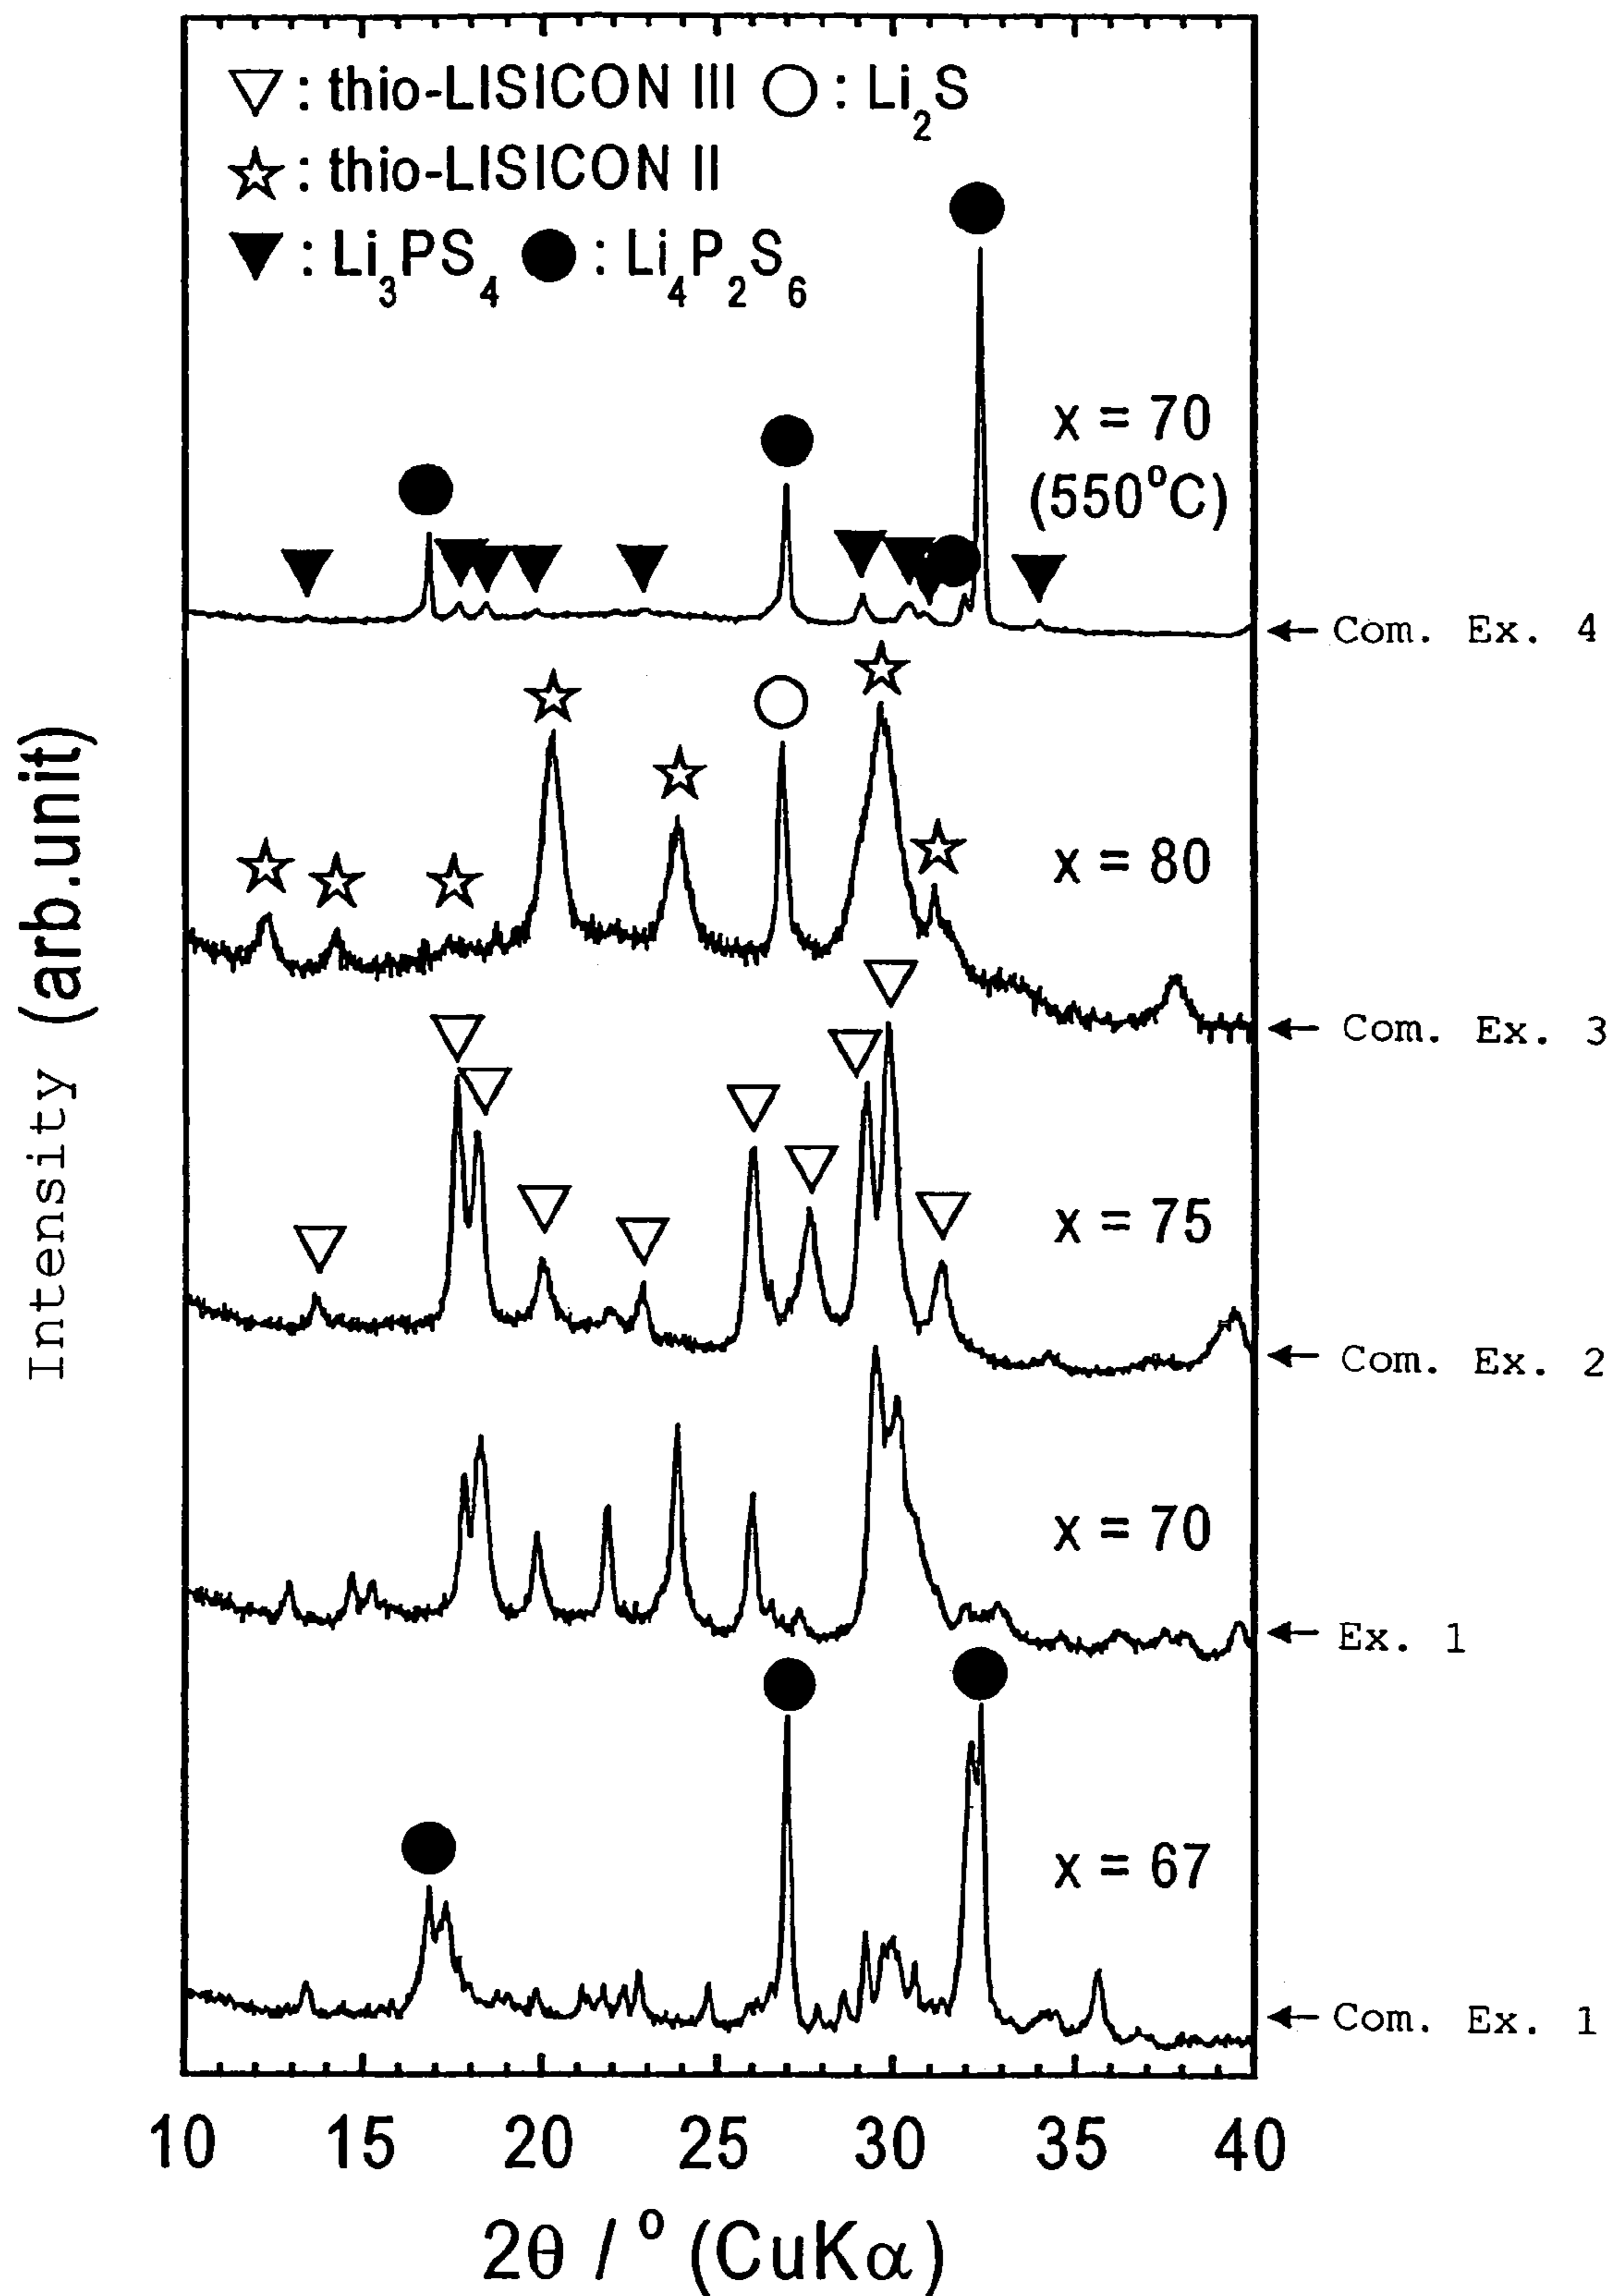 ▽ : thio-LISICON III ○ : Li₂S
☆ : thio-LISICON II
▼ : Li₃PS₄ ● : Li₄P₂S₆
x = 70
(550°C)
← Com. Ex. 4
x = 80
← Com. Ex. 3
x = 75
← Com. Ex. 2
x = 70
← Ex. 1
x = 67
← Com. Ex. 1
Intensity (arb.unit)
10 15 20 25 30 35 40
2θ / ° (CuKα)